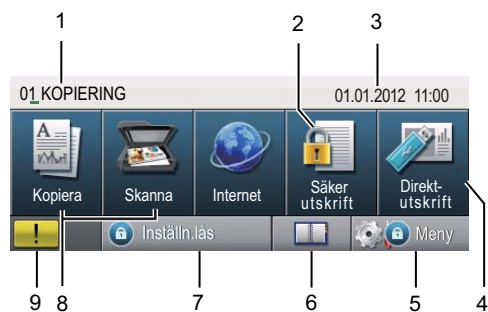 1 2 3
01 KOPIERING 01.01.2012 11:00
Kopiera Skanna Internet Säker utskrift Direkt-utskrift
! Inställn.lås Meny
9 8 7 6 5 4